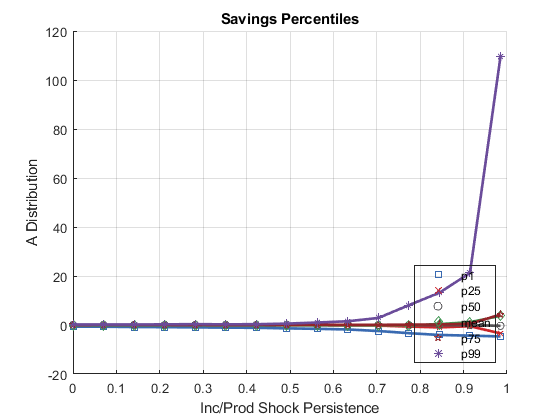 Savings Percentiles
120
100
80
60
40
20
0
-20
A Distribution
p1
p25
p50
mean
p75
p99
0 0.1 0.2 0.3 0.4 0.5 0.6 0.7 0.8 0.9 1
Inc/Prod Shock Persistence